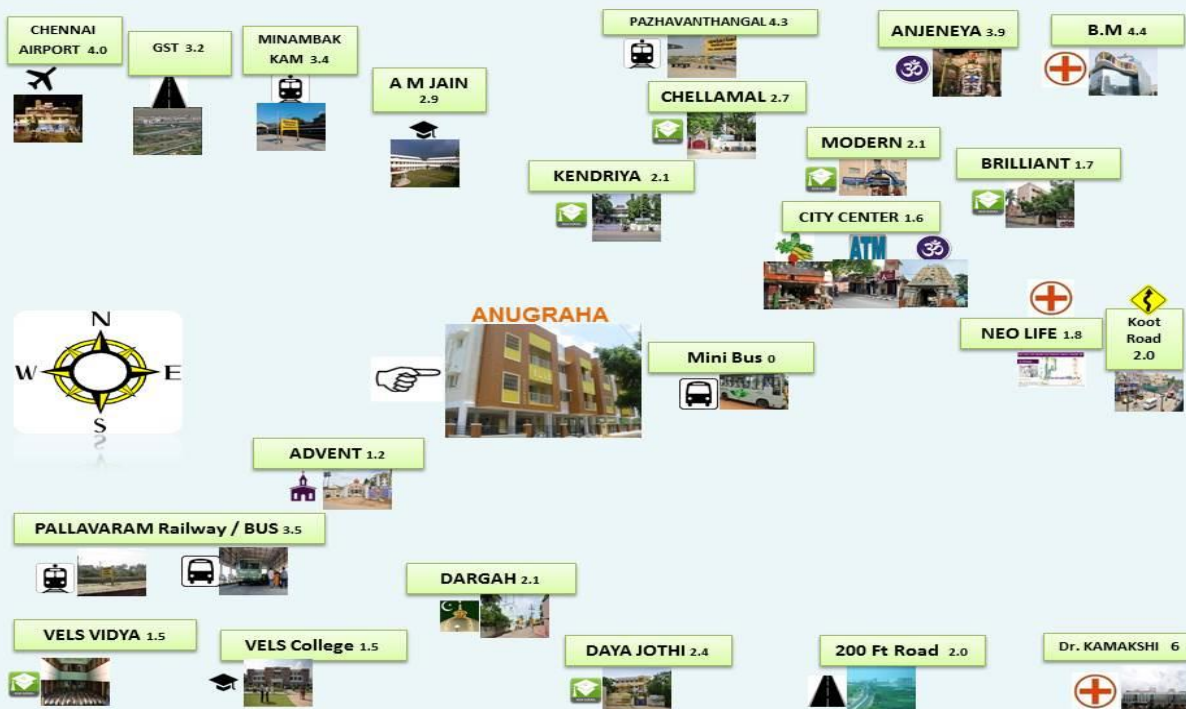 CHENNAI
AIRPORT 4.0
GST 3.2
MINAMBAK
KAM 3.4
A M JAIN
2.9
PAZHAVANTHANGAL 4.3
CHELLAMAL 2.7
KENDRIYA 2.1
ANJENEYA 3.9
B.M 4.4
MODERN 2.1
BRILLIANT 1.7
CITY CENTER 1.6
ATM
ॐ
ॐ
ANUGRAHA
Mini Bus 0
NEO LIFE 1.8
Koot
Road
2.0
N
W E
S
ADVENT 1.2
PALLAVARAM Railway / BUS 3.5
DARGAH 2.1
VELS VIDYA 1.5
VELS College 1.5
DAYA JOTHI 2.4
200 Ft Road 2.0
Dr. KAMAKSHI 6